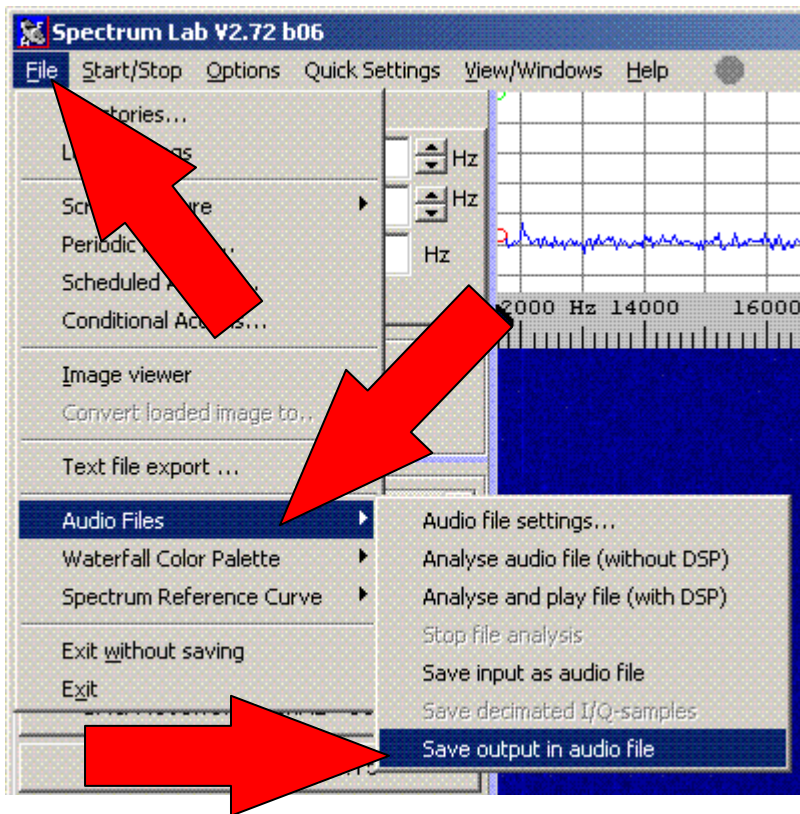 Spectrum Lab V2.72 b06
File Start/Stop Options Quick Settings View/Windows Help
Hz
Hz
Periodic
Hz
Scheduled
Hz 14000 16000
Conditional
Image viewer
Convert loaded image to..
Text file export ...
Audio Files
Waterfall Color Palette
Spectrum Reference Curve
Exit without saving
Exit
Audio file settings...
Analyse audio file (without DSP)
Analyse and play file (with DSP)
Stop file analysis
Save input as audio file
Save decimated I/Q-samples
Save output in audio file